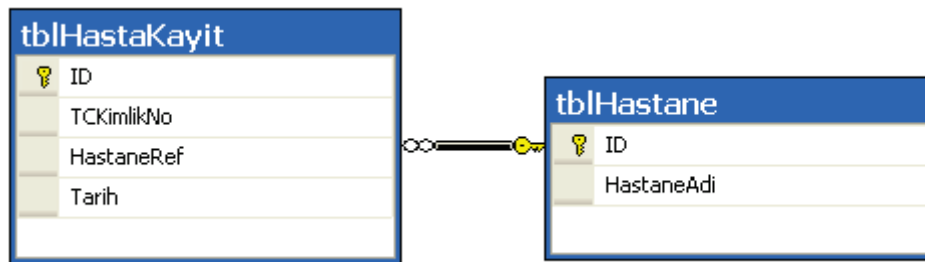 tblHastaKayit
ID
TCKimlikNo
HastaneRef
Tarih
tblHastane
ID
HastaneAdi